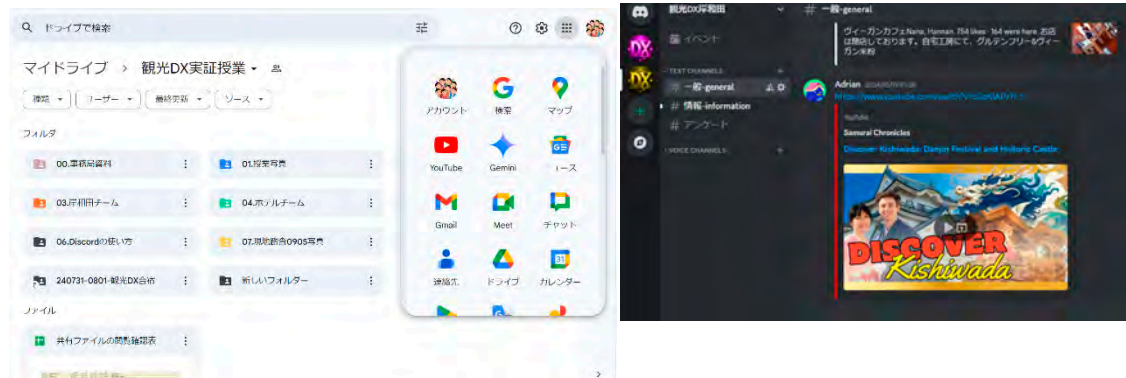 ドライブで検索
マイドライブ > 観光DX実証授業
種類
ユーザー
最終更新
ソース
フォルダ
00.事務局資料
01.授業写真
03.岸和田チーム
04.ホテルチーム
06.Discordの使い方
07.現地報告0905写真
240731-0801-観光DX合宿
新しいフォルダー
ファイル
共有ファイルの閲覧確認表
アカウント
検索
マップ
YouTube
Gemini
ュース
Gmail
Meet
チャット
連絡先
ドライブ
カレンダー
31
観光DX岸和田
イベント
TEXT CHANNELS
# 一般-general
# 情報-information
# アンケート
VOICE CHANNELS
DX
DX
# 一般-general
ヴィーガンカフェNana, Hannan. 754 likes · 164 were here. お店
は閉店しております。自宅工房にて、グルテンフリー&ヴィー
ガン米粉
Adrian
YouTube
Samurai Chronicles
Discover Kishiwada: Danjiri Festival and Historic Castle
DISCOVER
Kishiwada